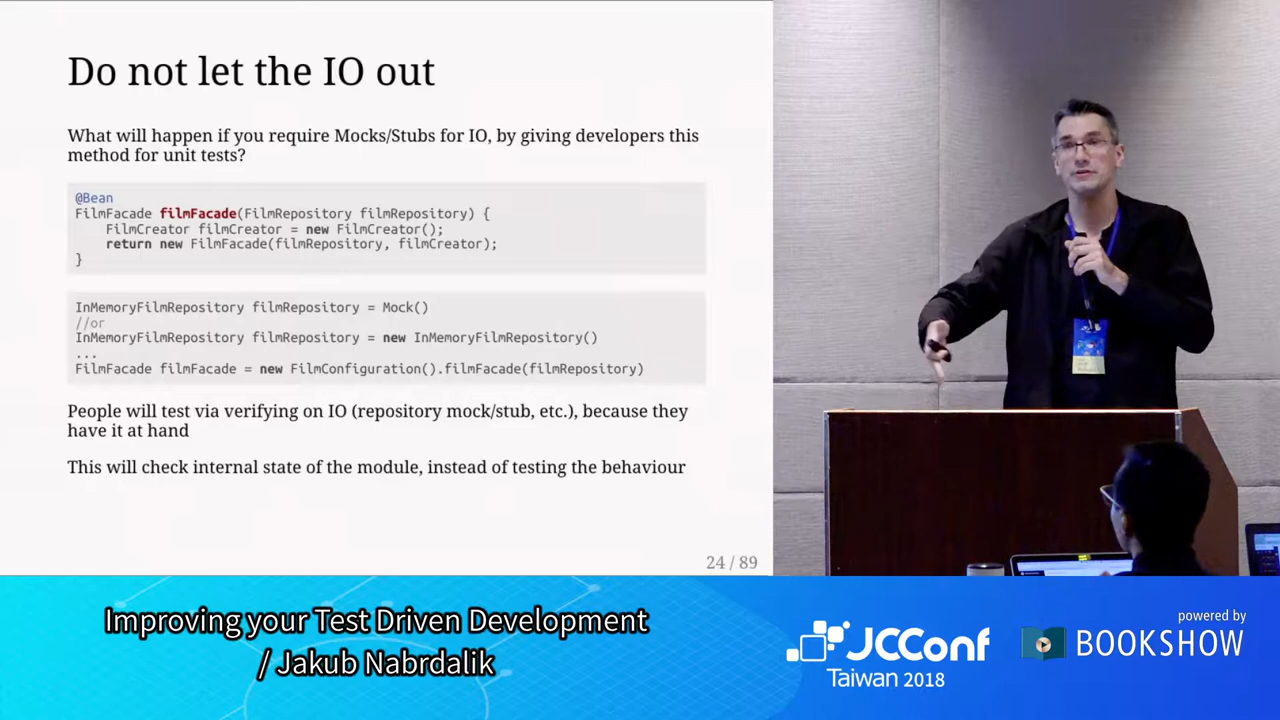 Do not let the IO out
What will happen if you require Mocks/Stubs for IO, by giving developers this
method for unit tests?
@Bean
FilmFacade filmFacade(FilmRepository filmRepository) {
    FilmCreator filmCreator = new FilmCreator();
    return new FilmFacade(filmRepository, filmCreator);
}
InMemoryFilmRepository filmRepository = Mock()
//or
InMemoryFilmRepository filmRepository = new InMemoryFilmRepository()
...
FilmFacade filmFacade = new FilmConfiguration().filmFacade(filmRepository)
People will test via verifying on IO (repository mock/stub, etc.), because they
have it at hand
This will check internal state of the module, instead of testing the behaviour
24 / 89
Improving your Test Driven Development
/ Jakub Nabrdalik
JCConf
Taiwan 2018
powered by
BOOKSHOW